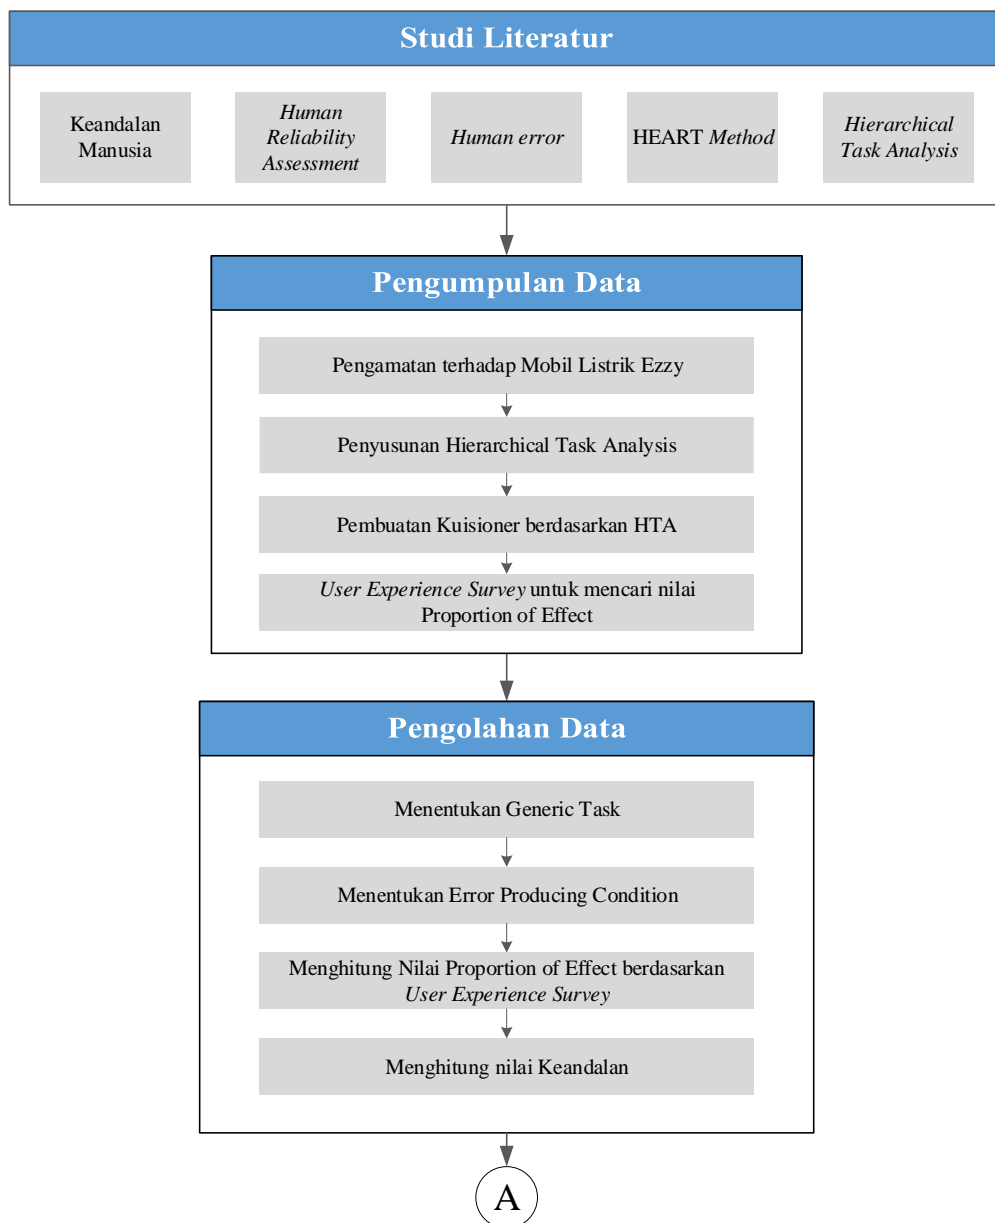 Studi Literatur
Keandalan
Manusia
Human
Reliability
Assessment
Human error
HEART Method
Hierarchical
Task Analysis
Pengumpulan Data
Pengamatan terhadap Mobil Listrik Ezzy
Penyusunan Hierarchical Task Analysis
Pembuatan Kuisioner berdasarkan HTA
User Experience Survey untuk mencari nilai
Proportion of Effect
Pengolahan Data
Menentukan Generic Task
Menentukan Error Producing Condition
Menghitung Nilai Proportion of Effect berdasarkan
User Experience Survey
Menghitung nilai Keandalan
A